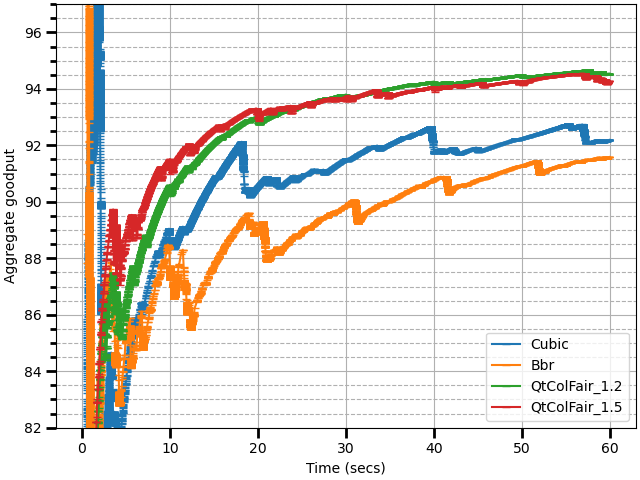 Aggregate goodput
96
94
92
90
88
86
84
82
0 10 20 30 40 50 60
Time (secs)
Cubic
Bbr
QtColFair_1.2
QtColFair_1.5